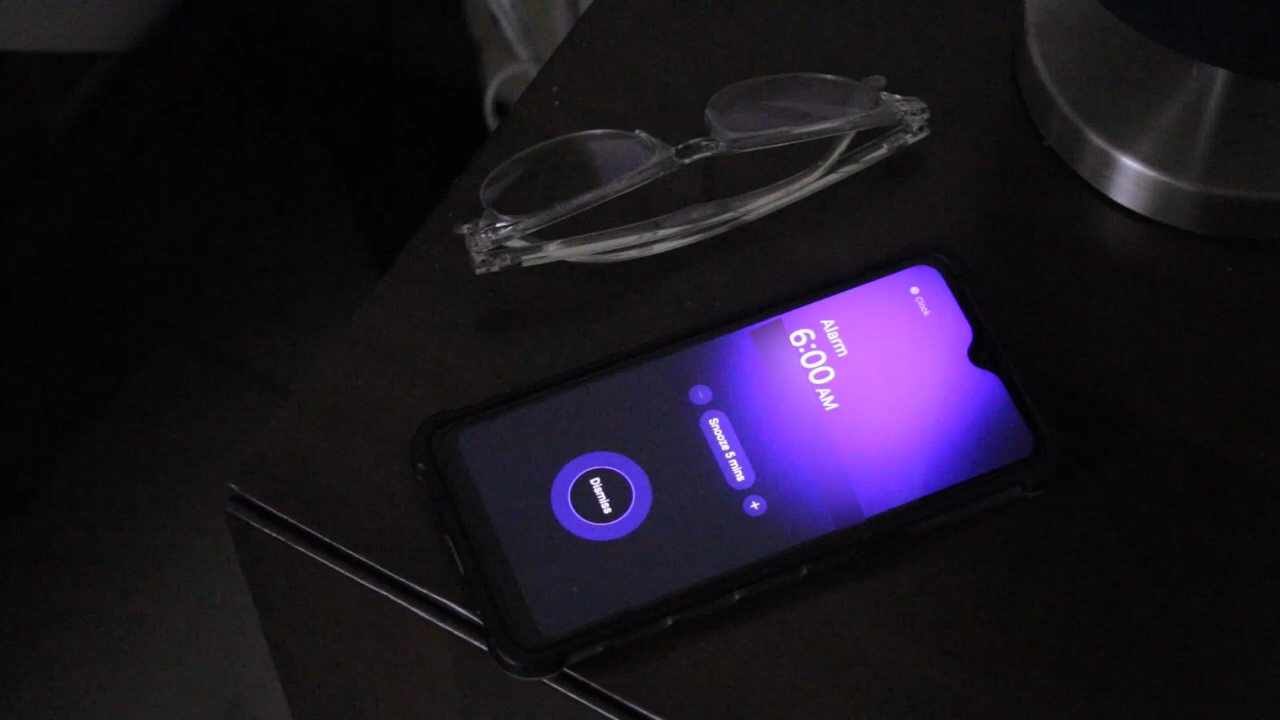 Clock
Alarm
6:00 AM
− Snooze 5 mins +
Dismiss